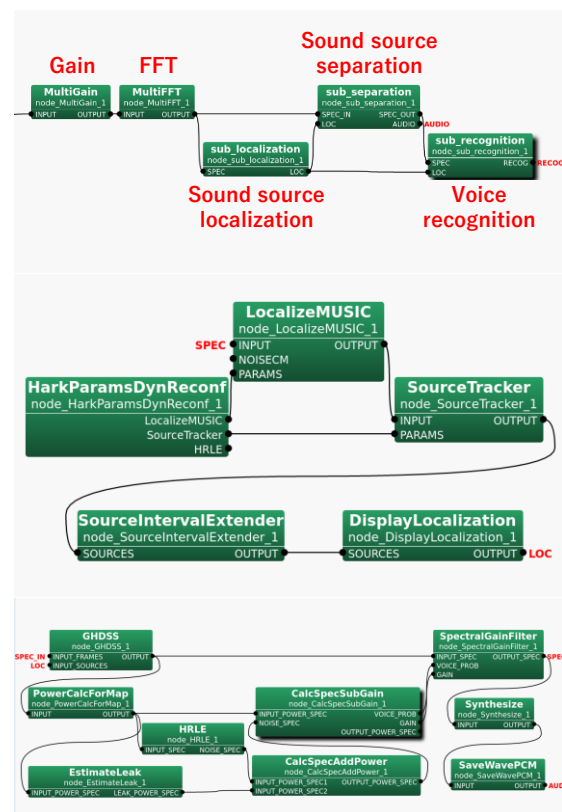 Sound source
separation
Gain
FFT
MultiGain
node_MultiGain_1
INPUT OUTPUT
MultiFFT
node_MultiFFT_1
INPUT OUTPUT
sub_separation
node_sub_separation_1
SPEC_IN SPEC_OUT
LOC AUDIO
AUDIO
sub_localization
node_sub_localization_1
SPEC LOC
sub_recognition
node_sub_recognition_1
SPEC RECOG
LOC
RECOG
Sound source
localization
Voice
recognition
LocalizeMUSIC
node_LocalizeMUSIC_1
SPEC
INPUT OUTPUT
NOISECM
PARAMS
HarkParamsDynReconf
node_HarkParamsDynReconf_1
LocalizeMUSIC
SourceTracker
HRLE
SourceTracker
node_SourceTracker_1
INPUT OUTPUT
PARAMS
SourceIntervalExtender
node_SourceIntervalExtender_1
SOURCES OUTPUT
DisplayLocalization
node_DisplayLocalization_1
SOURCES OUTPUT
LOC
GHDSS
node_GHDSS_1
SPEC_IN
INPUT_FRAMES OUTPUT
LOC
INPUT_SOURCES
SpectralGainFilter
node_SpectralGainFilter_1
INPUT_SPEC OUTPUT_SPEC
SPE
VOICE_PROB
GAIN
PowerCalcForMap
node_PowerCalcForMap_1
INPUT OUTPUT
CalcSpecSubGain
node_CalcSpecSubGain_1
INPUT_POWER_SPEC VOICE_PROB
NOISE_SPEC GAIN
OUTPUT_POWER_SPEC
HRLE
node_HRLE_1
INPUT_SPEC NOISE_SPEC
Synthesize
node_Synthesize_1
INPUT OUTPUT
EstimateLeak
node_EstimateLeak_1
INPUT_POWER_SPEC LEAK_POWER_SPEC
CalcSpecAddPower
node_CalcSpecAddPower_1
INPUT_POWER_SPEC1 OUTPUT_POWER_SPEC
INPUT_POWER_SPEC2
SaveWavePCM
node_SaveWavePCM_1
INPUT OUTPUT
AUD